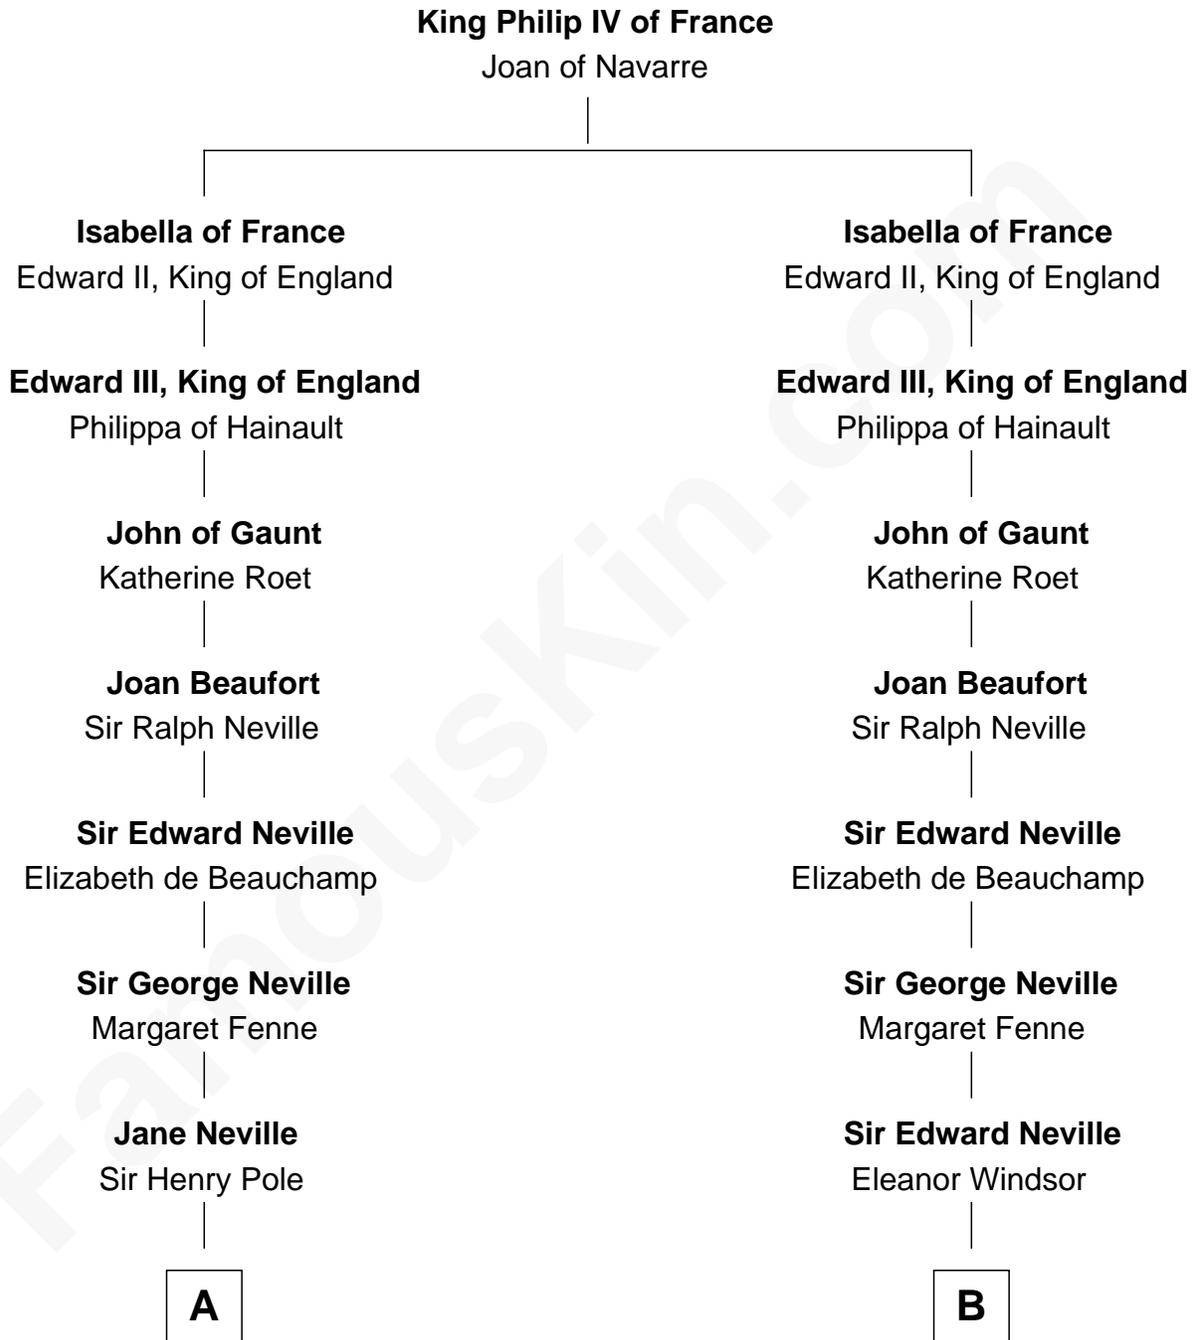 King Philip IV of France
Joan of Navarre
Isabella of France
Edward II, King of England
Edward III, King of England
Philippa of Hainault
John of Gaunt
Katherine Roet
Joan Beaufort
Sir Ralph Neville
Sir Edward Neville
Elizabeth de Beauchamp
Sir George Neville
Margaret Fenne
Jane Neville
Sir Henry Pole
A
Isabella of France
Edward II, King of England
Edward III, King of England
Philippa of Hainault
John of Gaunt
Katherine Roet
Joan Beaufort
Sir Ralph Neville
Sir Edward Neville
Elizabeth de Beauchamp
Sir George Neville
Margaret Fenne
Sir Edward Neville
Eleanor Windsor
B
FamousKin.com